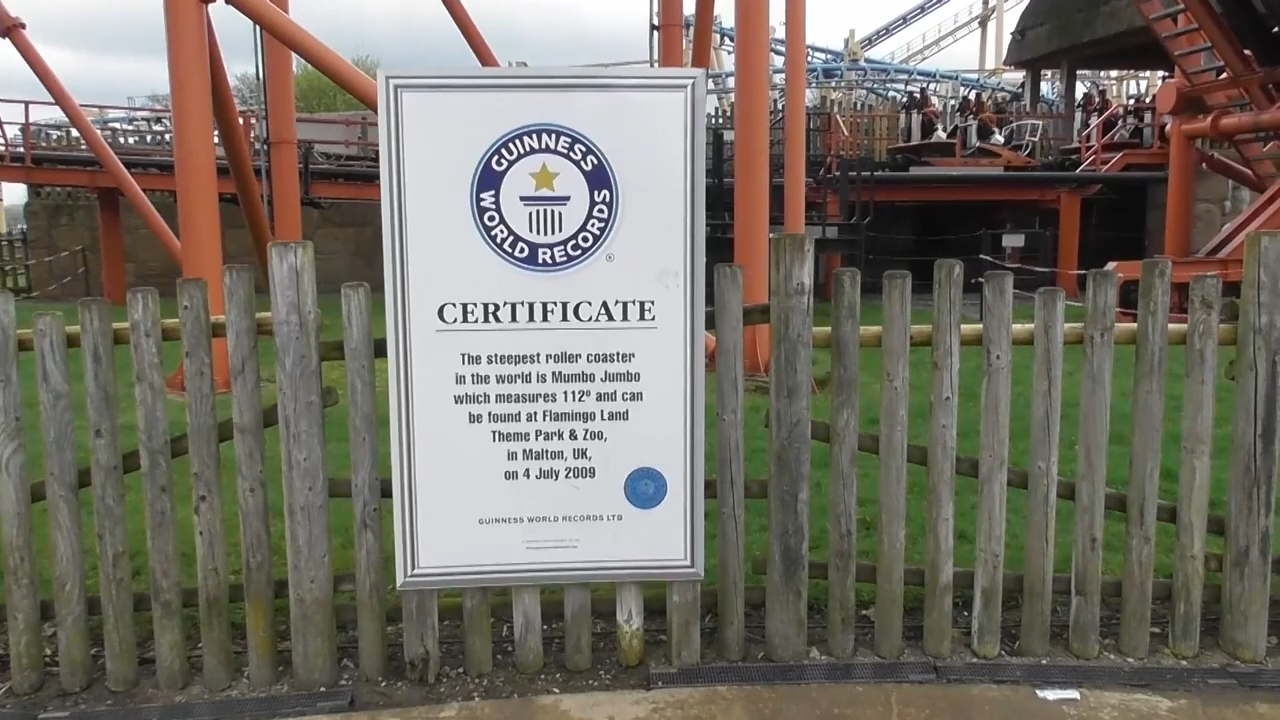 GUINNESS
WORLD RECORDS
®
CERTIFICATE
The steepest roller coaster
in the world is Mumbo Jumbo
which measures 112º and can
be found at Flamingo Land
Theme Park & Zoo,
in Malton, UK,
on 4 July 2009
GUINNESS WORLD RECORDS LTD